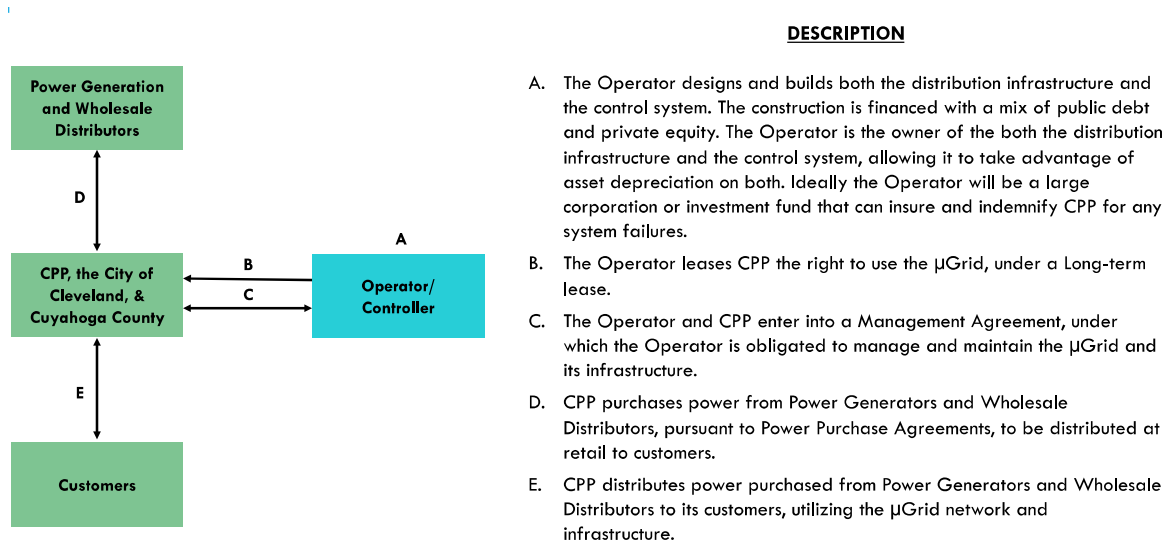 DESCRIPTION
Power Generation
and Wholesale
Distributors
D
CPP, the City of
Cleveland, &
Cuyahoga County
B
C
A
Operator/
Controller
E
Customers
A. The Operator designs and builds both the distribution infrastructure and
the control system. The construction is financed with a mix of public debt
and private equity. The Operator is the owner of the both the distribution
infrastructure and the control system, allowing it to take advantage of
asset depreciation on both. Ideally the Operator will be a large
corporation or investment fund that can insure and indemnify CPP for any
system failures.
B. The Operator leases CPP the right to use the µGrid, under a Long-term
lease.
C. The Operator and CPP enter into a Management Agreement, under
which the Operator is obligated to manage and maintain the µGrid and
its infrastructure.
D. CPP purchases power from Power Generators and Wholesale
Distributors, pursuant to Power Purchase Agreements, to be distributed at
retail to customers.
E. CPP distributes power purchased from Power Generators and Wholesale
Distributors to its customers, utilizing the µGrid network and
infrastructure.